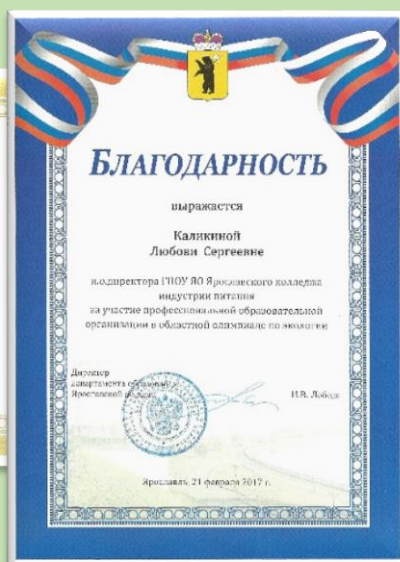 БЛАГОДАРНОСТЬ
выражается
Каликиной
Любови Сергеевне
и.о.директора ГПОУ ЯО Ярославского колледжа
индустрии питания
за участие профессиональной образовательной
организации в областной олимпиаде по экологии
Директор
департамента образования
Ярославской области
И.В. Лобода
Ярославль, 21 февраля 2017 г.